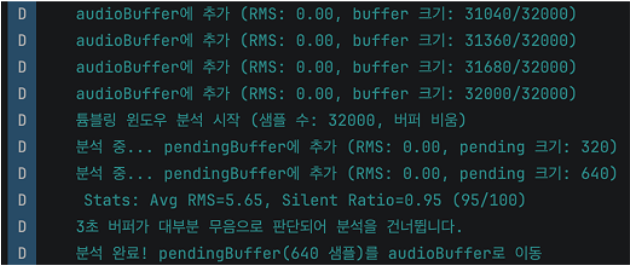 D audioBuffer에 추가 (RMS: 0.00, buffer 크기: 31040/32000)
D audioBuffer에 추가 (RMS: 0.00, buffer 크기: 31360/32000)
D audioBuffer에 추가 (RMS: 0.00, buffer 크기: 31680/32000)
D audioBuffer에 추가 (RMS: 0.00, buffer 크기: 32000/32000)
D 튬블링 윈도우 분석 시작 (샘플 수: 32000, 버퍼 비움)
D 분석 중... pendingBuffer에 추가 (RMS: 0.00, pending 크기: 320)
D 분석 중... pendingBuffer에 추가 (RMS: 0.00, pending 크기: 640)
D Stats: Avg RMS=5.65, Silent Ratio=0.95 (95/100)
D 3초 버퍼가 대부분 무음으로 판단되어 분석을 건너뜁니다.
D 분석 완료! pendingBuffer(640 샘플)를 audioBuffer로 이동